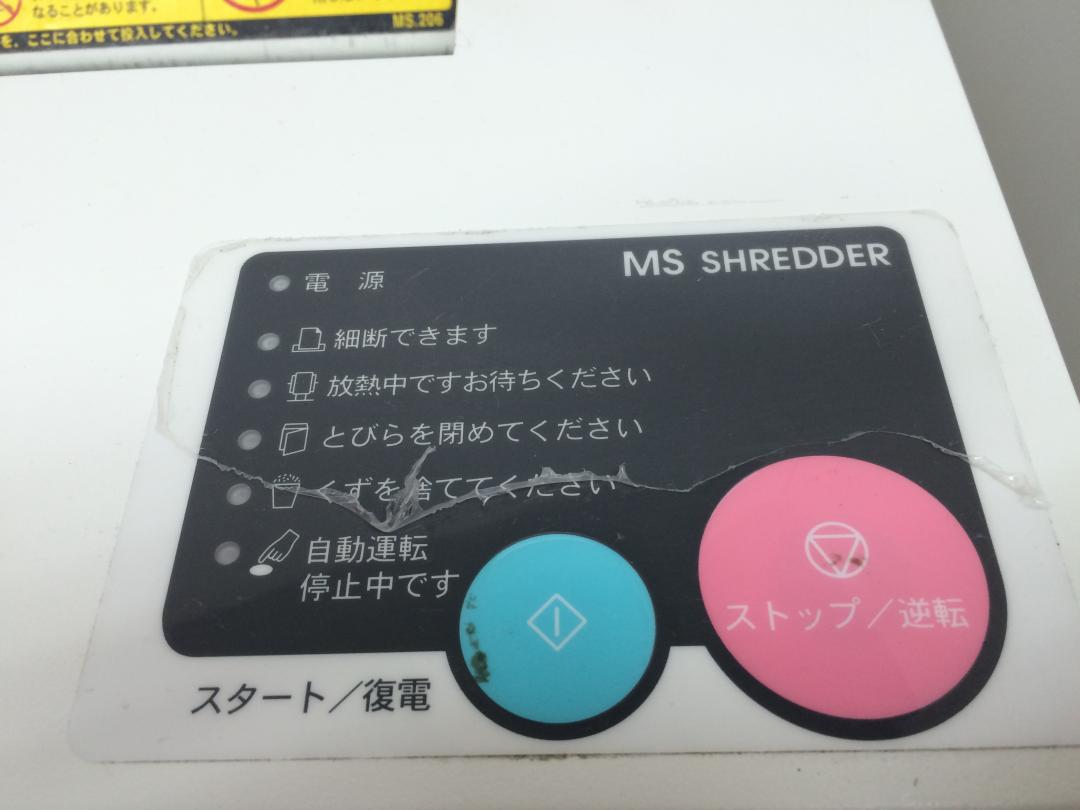 なることがあります。
MS.206
を、ここに合わせて投入してください。
MS SHREDDER
電 源
細断できます
放熱中ですお待ちください
とびらを閉めてください
くずを捨ててください
自動運転
停止中です
ストップ／逆転
スタート／復電